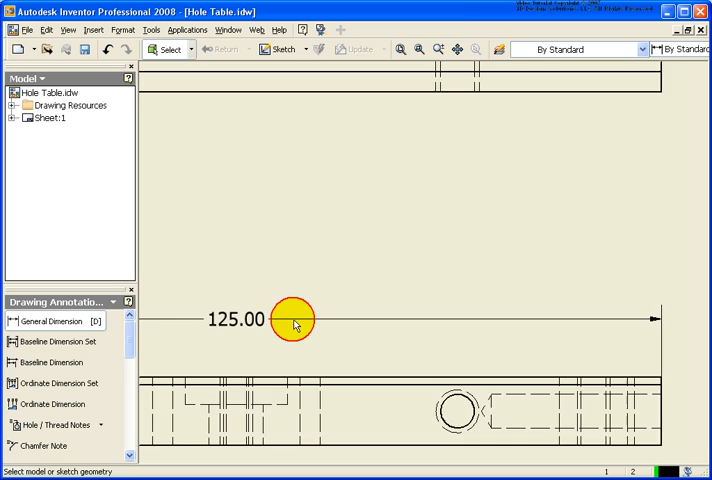 Autodesk Inventor Professional 2008 - [Hole Table.idw]
File Edit View Insert Format Tools Applications Window Web Help
Select Return Sketch Update By Standard By Standard
Model
Hole Table.idw
Drawing Resources
Sheet:1
Drawing Annotatio...
General Dimension [D]
Baseline Dimension Set
Baseline Dimension
Ordinate Dimension Set
Ordinate Dimension
Hole / Thread Notes
Chamfer Note
125.00
Select model or sketch geometry
1 2